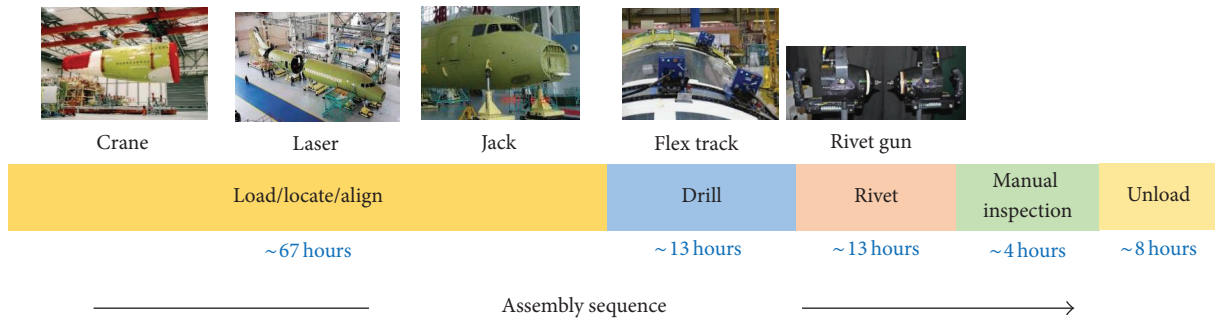 Crane
Laser
Jack
Flex track
Rivet gun
Load/locate/align
Drill
Rivet
Manual
inspection
Unload
~67 hours
~13 hours
~13 hours
~4 hours
~8 hours
Assembly sequence